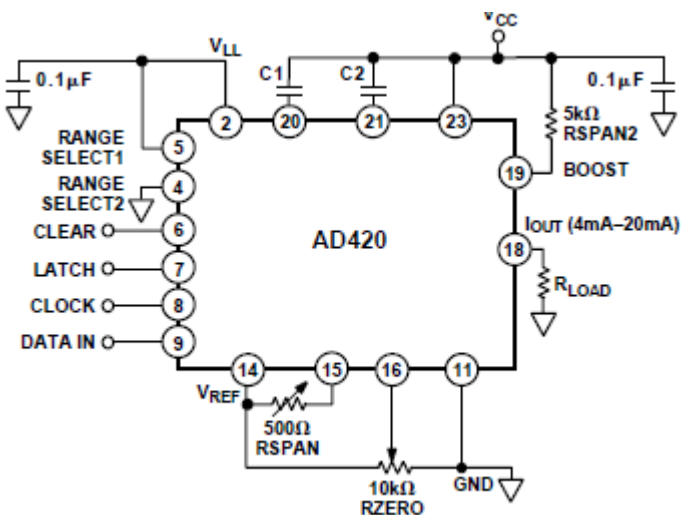 VCC
VLL
C1
C2
0.1µF
0.1µF
2
20
21
23
5kΩ
RSPAN2
RANGE
SELECT1
5
19
BOOST
RANGE
SELECT2
4
CLEAR
6
AD420
IOUT (4mA–20mA)
18
LATCH
7
RLOAD
CLOCK
8
DATA IN
9
14
15
16
11
VREF
500Ω
RSPAN
10kΩ
RZERO
GND